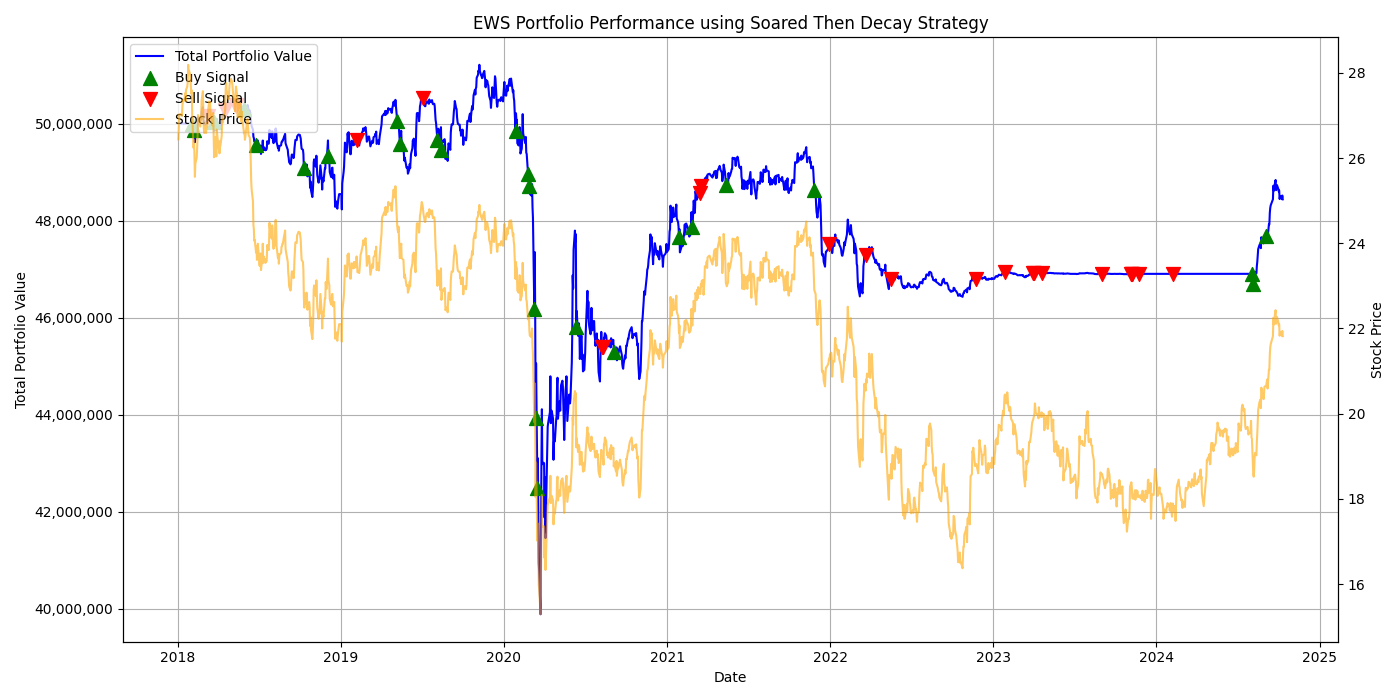 EWS Portfolio Performance using Soared Then Decay Strategy
Total Portfolio Value
Buy Signal
Sell Signal
Stock Price
50,000,000
48,000,000
46,000,000
44,000,000
42,000,000
40,000,000
Total Portfolio Value
28
26
24
22
20
18
16
Stock Price
2018
2019
2020
2021
2022
2023
2024
2025
Date